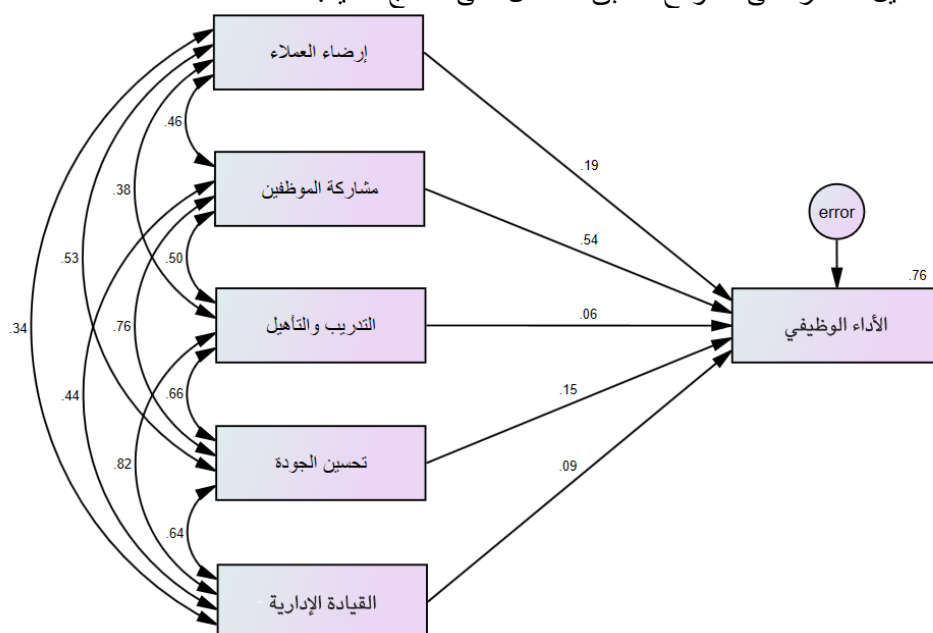 إرضاء العملاء
.46
.19
مشاركة الموظفين
.38
error
.54
.53
.50
.76
التدريب والتأهيل
.06
الأداء الوظيفي
.34
.76
.44
.66
.15
تحسين الجودة
.82
.09
.64
القيادة الإدارية